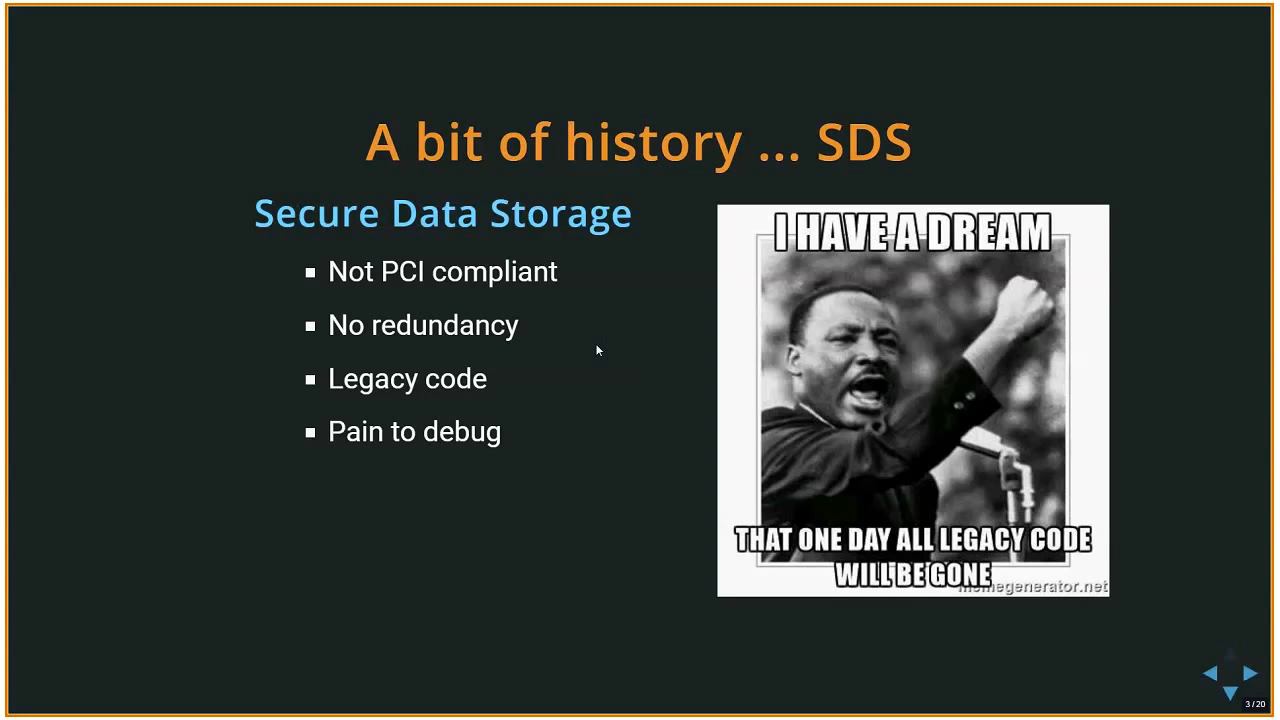 A bit of history ... SDS
Secure Data Storage
Not PCI compliant
No redundancy
Legacy code
Pain to debug
I HAVE A DREAM
THAT ONE DAY ALL LEGACY CODE
WILL BE GONE
memegenerator.net
3 / 20